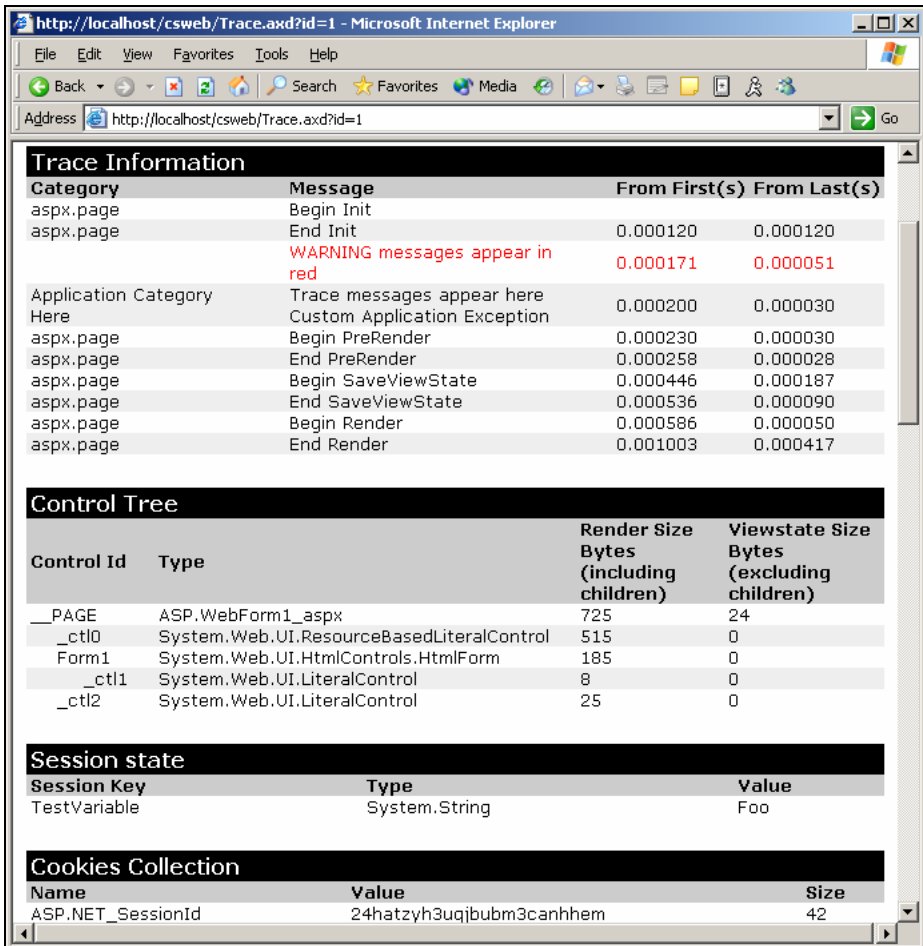 http://localhost/csweb/Trace.axd?id=1 - Microsoft Internet Explorer
File Edit View Favorites Tools Help
Back Search Favorites Media
Address http://localhost/csweb/Trace.axd?id=1 Go
Trace Information
Category Message From First(s) From Last(s)
aspx.page Begin Init
aspx.page End Init 0.000120 0.000120
WARNING messages appear in
red 0.000171 0.000051
Application Category Trace messages appear here
Here Custom Application Exception 0.000200 0.000030
aspx.page Begin PreRender 0.000230 0.000030
aspx.page End PreRender 0.000258 0.000028
aspx.page Begin SaveViewState 0.000446 0.000187
aspx.page End SaveViewState 0.000536 0.000090
aspx.page Begin Render 0.000586 0.000050
aspx.page End Render 0.001003 0.000417
Control Tree
Control Id Type Render Size Bytes (including children) Viewstate Size Bytes (excluding children)
__PAGE ASP.WebForm1_aspx 725 24
_ctl0 System.Web.UI.ResourceBasedLiteralControl 515 0
Form1 System.Web.UI.HtmlControls.HtmlForm 185 0
_ctl1 System.Web.UI.LiteralControl 8 0
_ctl2 System.Web.UI.LiteralControl 25 0
Session state
Session Key Type Value
TestVariable System.String Foo
Cookies Collection
Name Value Size
ASP.NET_SessionId 24hatzyh3uqjbubm3canhhem 42